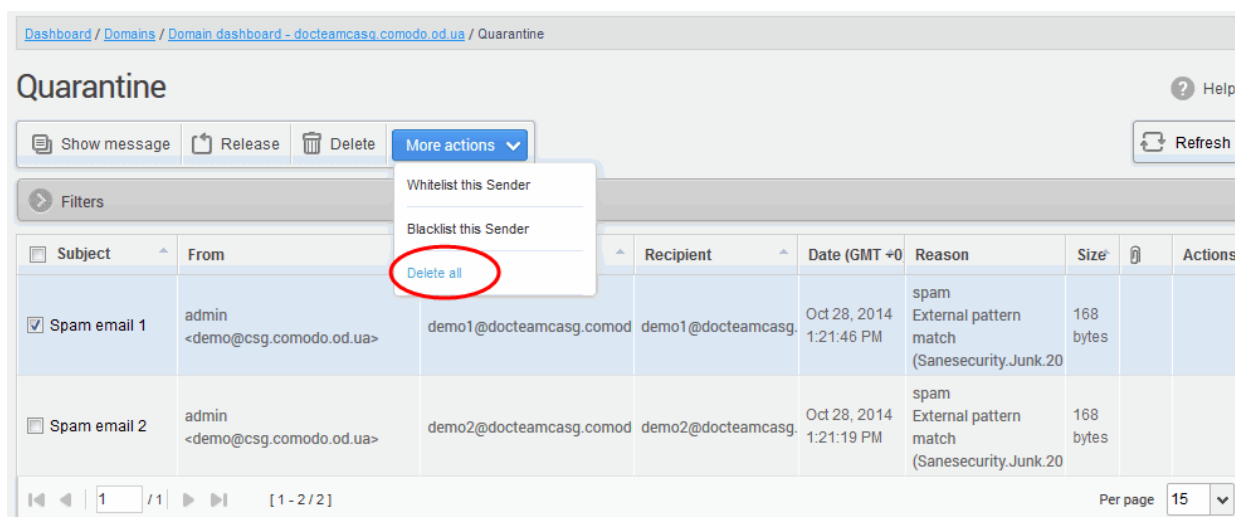 Dashboard / Domains / Domain dashboard - docteamcasg.comodo.od.ua / Quarantine
Quarantine
Help
Show message
Release
Delete
More actions
Refresh
Whitelist this Sender
Blacklist this Sender
Delete all
Filters
Subject
From
Recipient
Date (GMT +0
Reason
Size
Actions
Spam email 1
admin
<demo@csg.comodo.od.ua>
demo1@docteamcasg.comod
demo1@docteamcasg.
Oct 28, 2014
1:21:46 PM
spam
External pattern
match
(Sanesecurity.Junk.20
168
bytes
Spam email 2
admin
<demo@csg.comodo.od.ua>
demo2@docteamcasg.comod
demo2@docteamcasg.
Oct 28, 2014
1:21:19 PM
spam
External pattern
match
(Sanesecurity.Junk.20
168
bytes
1 / 1
[ 1 - 2 / 2 ]
Per page 15